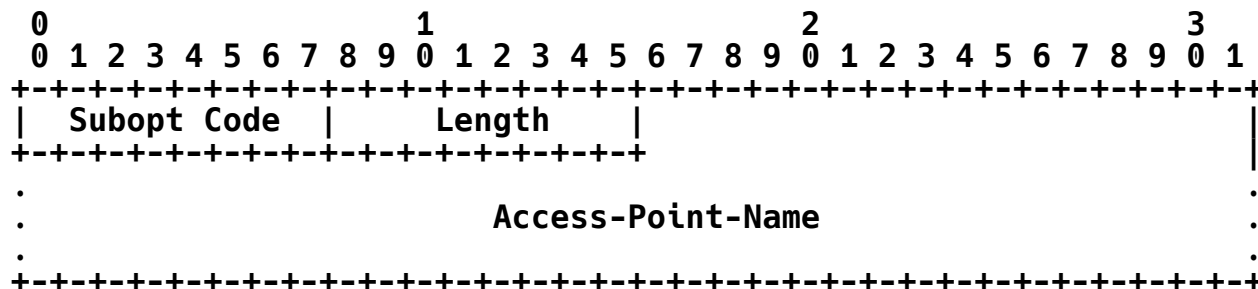 0                   1                   2                   3
 0 1 2 3 4 5 6 7 8 9 0 1 2 3 4 5 6 7 8 9 0 1 2 3 4 5 6 7 8 9 0 1
+-+-+-+-+-+-+-+-+-+-+-+-+-+-+-+-+-+-+-+-+-+-+-+-+-+-+-+-+-+-+-+-+
|  Subopt Code  |     Length    |                               |
+-+-+-+-+-+-+-+-+-+-+-+-+-+-+-+-+                               |
.                                                               .
.                        Access-Point-Name                      .
.                                                               .
+-+-+-+-+-+-+-+-+-+-+-+-+-+-+-+-+-+-+-+-+-+-+-+-+-+-+-+-+-+-+-+-+